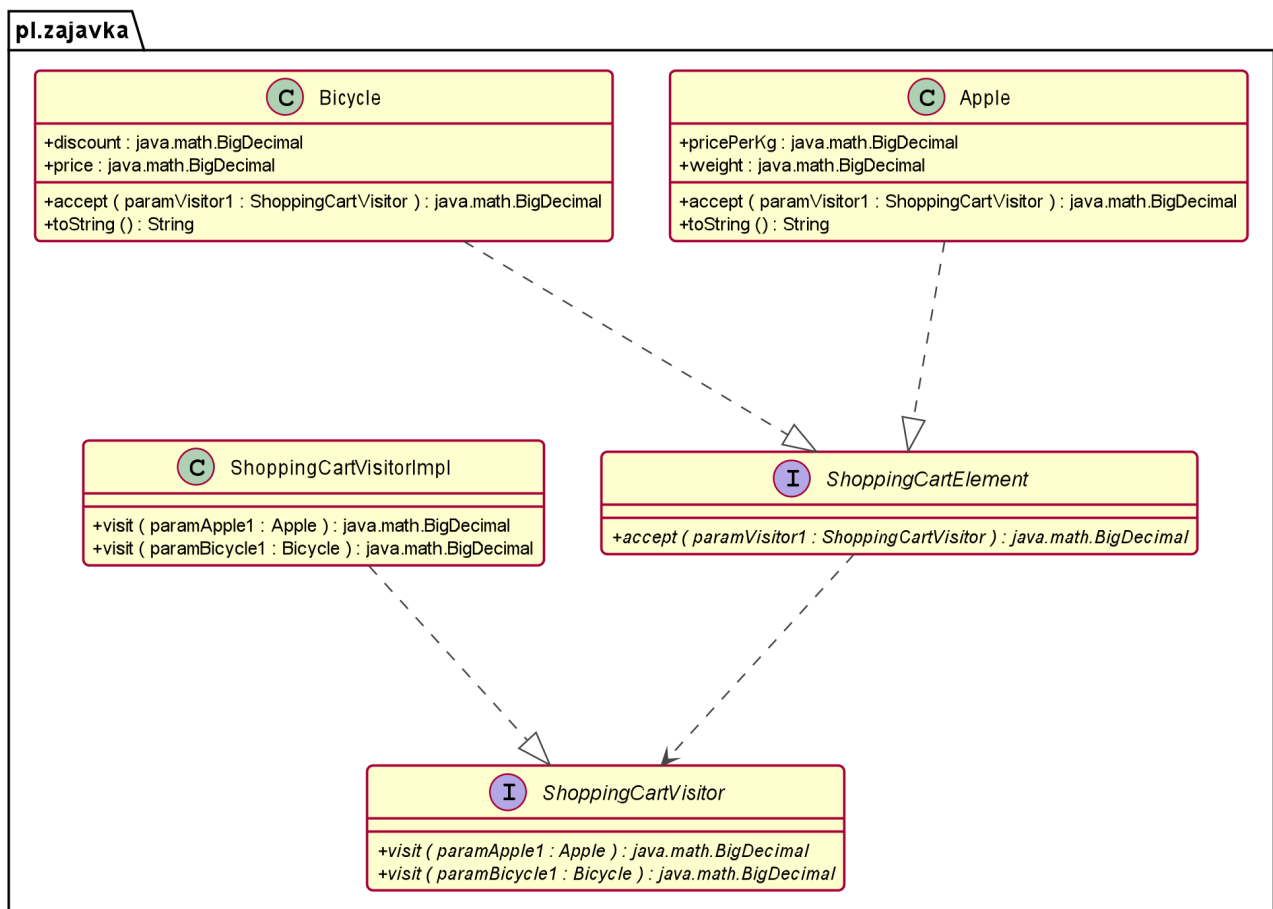 pl.zajavka
C Bicycle
+discount : java.math.BigDecimal
+price : java.math.BigDecimal
+accept ( paramVisitor1 : ShoppingCartVisitor ) : java.math.BigDecimal
+toString () : String
C Apple
+pricePerKg : java.math.BigDecimal
+weight : java.math.BigDecimal
+accept ( paramVisitor1 : ShoppingCartVisitor ) : java.math.BigDecimal
+toString () : String
C ShoppingCartVisitorImpl
+visit ( paramApple1 : Apple ) : java.math.BigDecimal
+visit ( paramBicycle1 : Bicycle ) : java.math.BigDecimal
I ShoppingCartElement
+accept ( paramVisitor1 : ShoppingCartVisitor ) : java.math.BigDecimal
I ShoppingCartVisitor
+visit ( paramApple1 : Apple ) : java.math.BigDecimal
+visit ( paramBicycle1 : Bicycle ) : java.math.BigDecimal